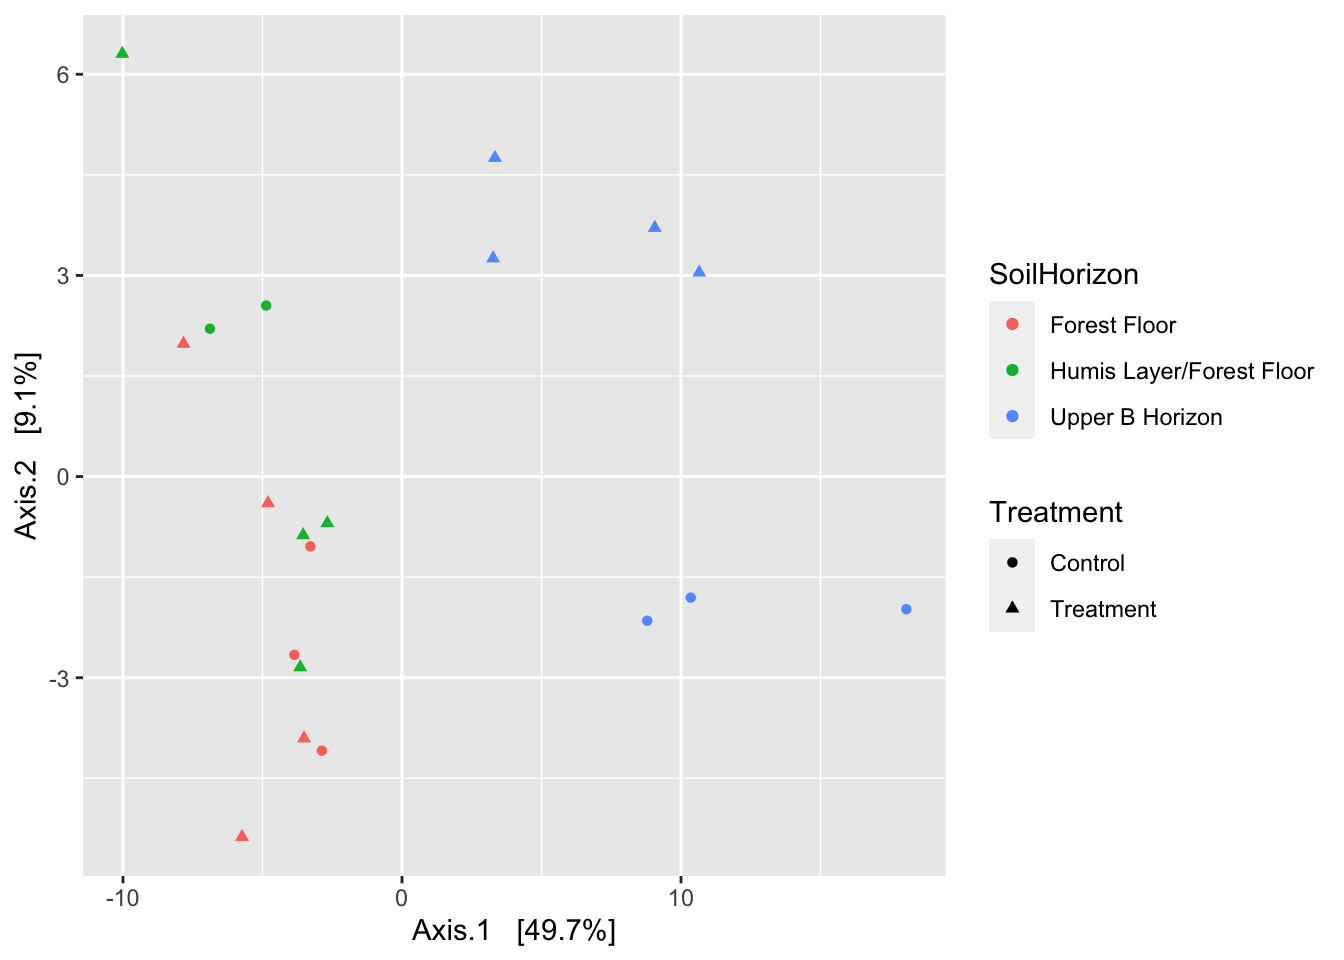 6
3
0
-3
-10
0
10
Axis.2 [9.1%]
Axis.1 [49.7%]
SoilHorizon
Forest Floor
Humis Layer/Forest Floor
Upper B Horizon
Treatment
Control
Treatment